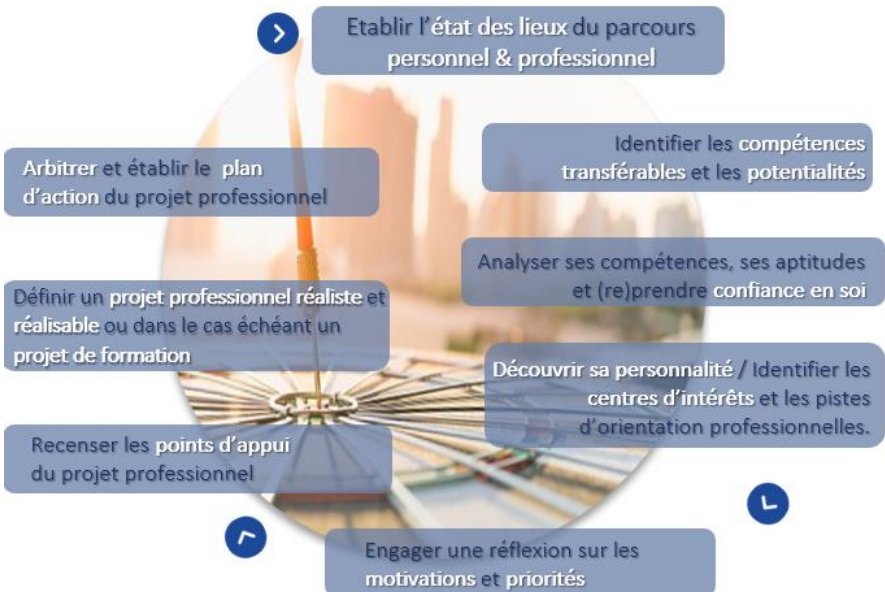 Etablir l'état des lieux du parcours
personnel & professionnel
Identifier les compétences
transférables et les potentialités
Analyser ses compétences, ses aptitudes
et (re)prendre confiance en soi
Découvrir sa personnalité / Identifier les
centres d'intérêts et les pistes
d'orientation professionnelles.
Engager une réflexion sur les
motivations et priorités
Recenser les points d'appui
du projet professionnel
Définir un projet professionnel réaliste et
réalisable ou dans le cas échéant un
projet de formation
Arbitrer et établir le plan
d'action du projet professionnel